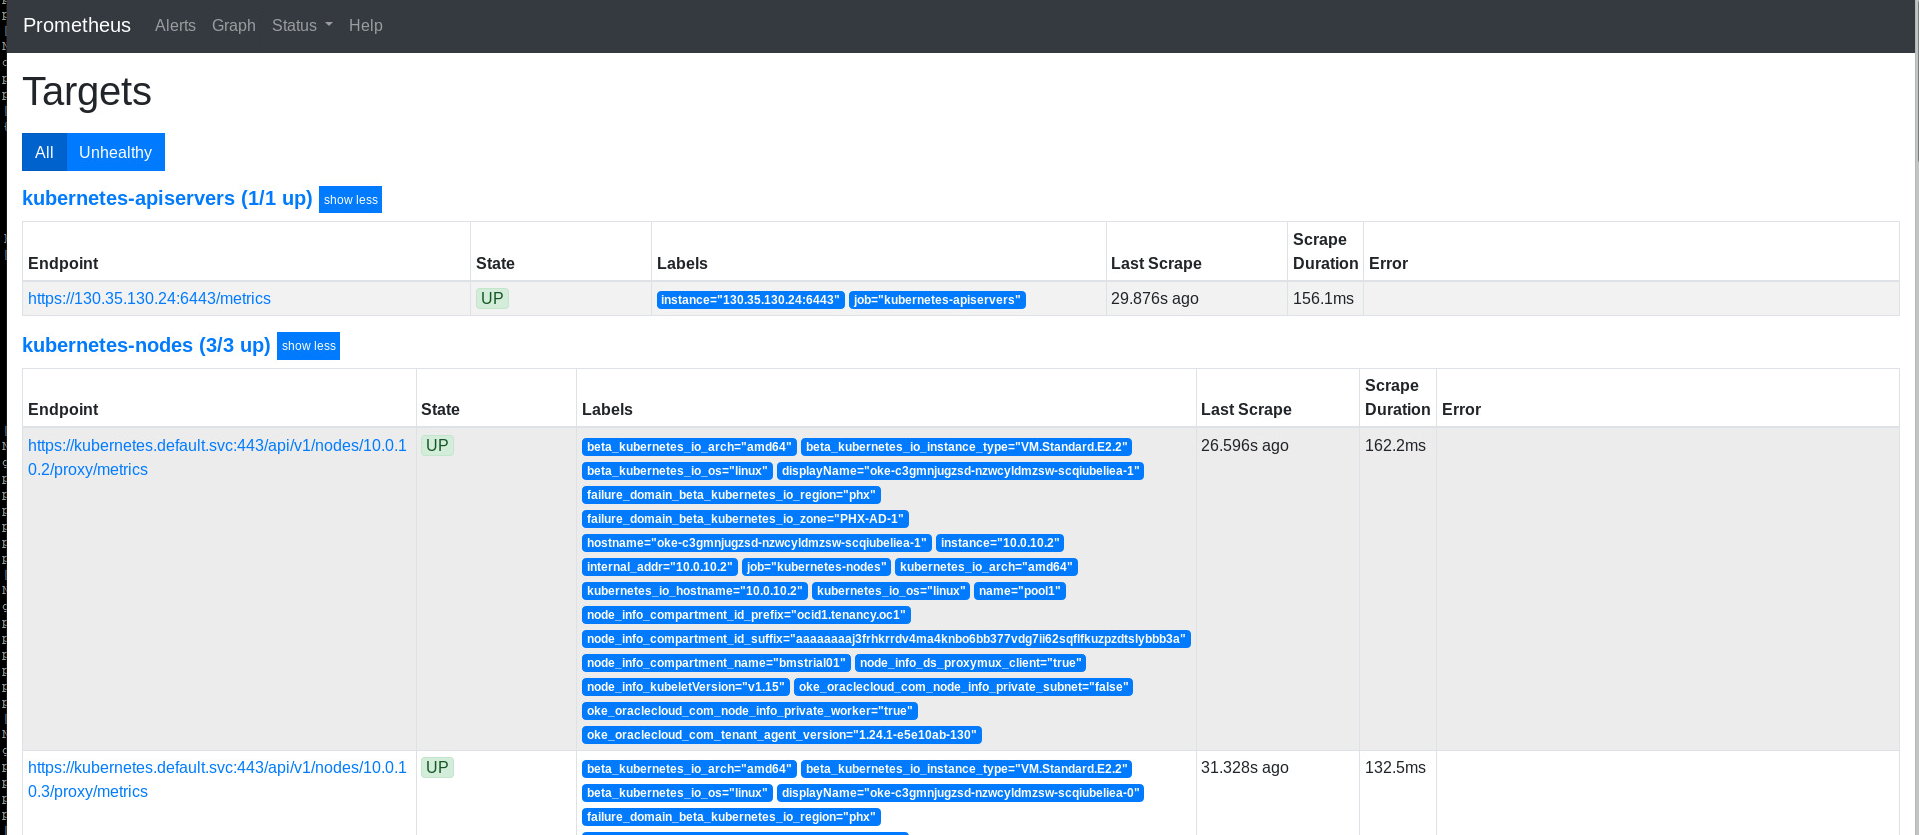 Prometheus Alerts Graph Status Help
Targets
All Unhealthy
kubernetes-apiservers (1/1 up) show less
Endpoint State Labels Last Scrape Scrape Duration Error
https://130.35.130.24:6443/metrics UP instance="130.35.130.24:6443" job="kubernetes-apiservers" 29.876s ago 156.1ms
kubernetes-nodes (3/3 up) show less
Endpoint State Labels Last Scrape Scrape Duration Error
https://kubernetes.default.svc:443/api/v1/nodes/10.0.1
0.2/proxy/metrics
UP
beta_kubernetes_io_arch="amd64" beta_kubernetes_io_instance_type="VM.Standard.E2.2"
beta_kubernetes_io_os="linux" displayName="oke-c3gmnjugzsd-nzwcyldmzsw-scqiubeliea-1"
failure_domain_beta_kubernetes_io_region="phx"
failure_domain_beta_kubernetes_io_zone="PHX-AD-1"
hostname="oke-c3gmnjugzsd-nzwcyldmzsw-scqiubeliea-1" instance="10.0.10.2"
internal_addr="10.0.10.2" job="kubernetes-nodes" kubernetes_io_arch="amd64"
kubernetes_io_hostname="10.0.10.2" kubernetes_io_os="linux" name="pool1"
node_info_compartment_id_prefix="ocid1.tenancy.oc1"
node_info_compartment_id_suffix="aaaaaaaaj3frhkrrdv4ma4knbo6bb377vdg7ii62sqflfkuzpzdtslybbb3a"
node_info_compartment_name="bmstrial01" node_info_ds_proxymux_client="true"
node_info_kubeletVersion="v1.15" oke_oraclecloud_com_node_info_private_subnet="false"
oke_oraclecloud_com_node_info_private_worker="true"
oke_oraclecloud_com_tenant_agent_version="1.24.1-e5e10ab-130"
26.596s ago 162.2ms
https://kubernetes.default.svc:443/api/v1/nodes/10.0.1
0.3/proxy/metrics
UP
beta_kubernetes_io_arch="amd64" beta_kubernetes_io_instance_type="VM.Standard.E2.2"
beta_kubernetes_io_os="linux" displayName="oke-c3gmnjugzsd-nzwcyldmzsw-scqiubeliea-0"
failure_domain_beta_kubernetes_io_region="phx"
31.328s ago 132.5ms